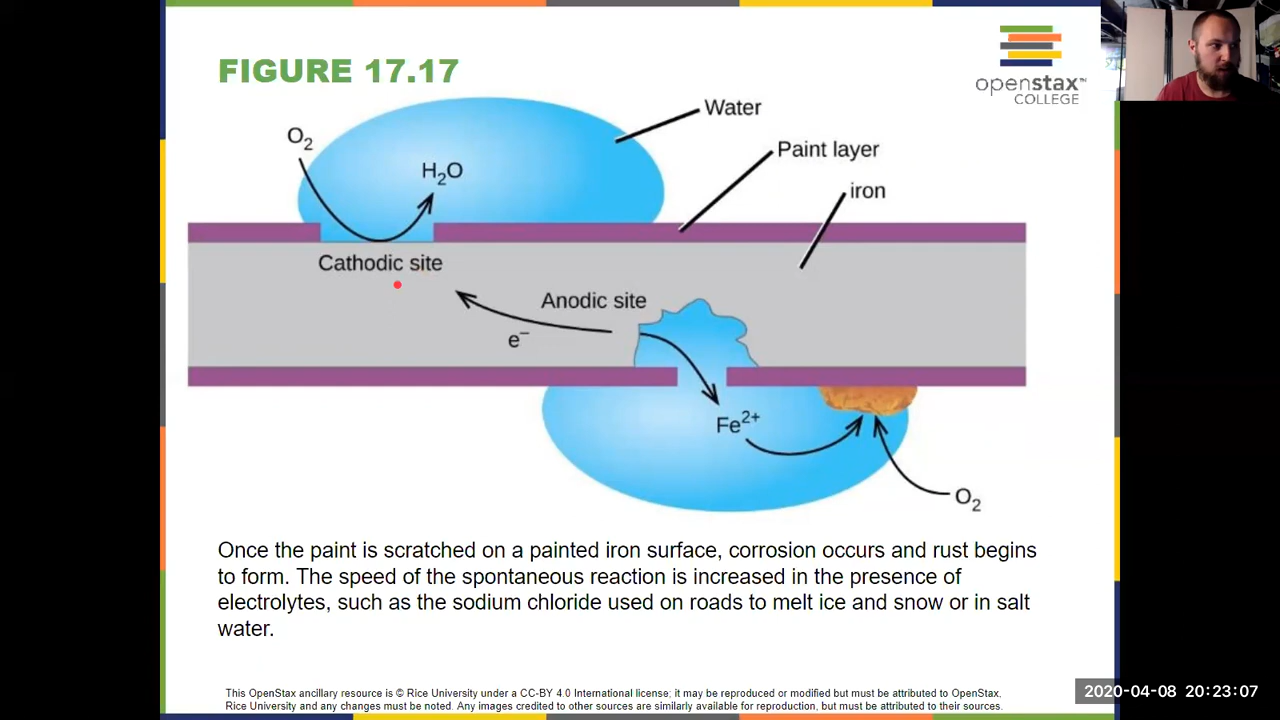 FIGURE 17.17
openstax™
COLLEGE
Water
O₂
Paint layer
H₂O
iron
Cathodic site
Anodic site
e⁻
Fe²⁺
O₂
Once the paint is scratched on a painted iron surface, corrosion occurs and rust begins
to form. The speed of the spontaneous reaction is increased in the presence of
electrolytes, such as the sodium chloride used on roads to melt ice and snow or in salt
water.
This OpenStax ancillary resource is © Rice University under a CC-BY 4.0 International license; it may be reproduced or modified but must be attributed to OpenStax,
Rice University and any changes must be noted. Any images credited to other sources are similarly available for reproduction, but must be attributed to their sources.
2020-04-08 20:23:07